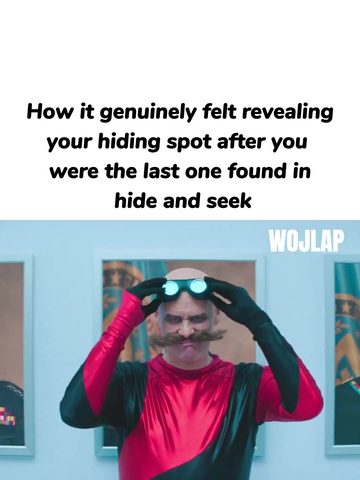 How it genuinely felt revealing
your hiding spot after you
were the last one found in
hide and seek
WOJLAP